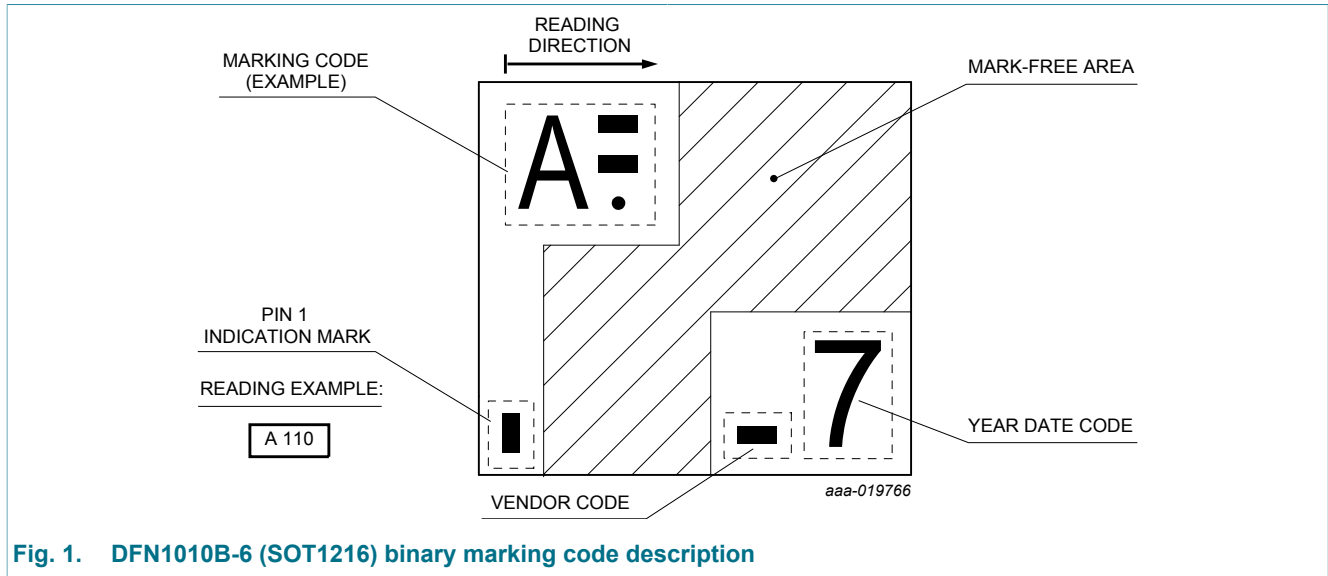 READING
DIRECTION
MARKING CODE
(EXAMPLE)
MARK-FREE AREA
A
PIN 1
INDICATION MARK
READING EXAMPLE:
A 110
7
YEAR DATE CODE
VENDOR CODE
aaa-019766
Fig. 1. DFN1010B-6 (SOT1216) binary marking code description